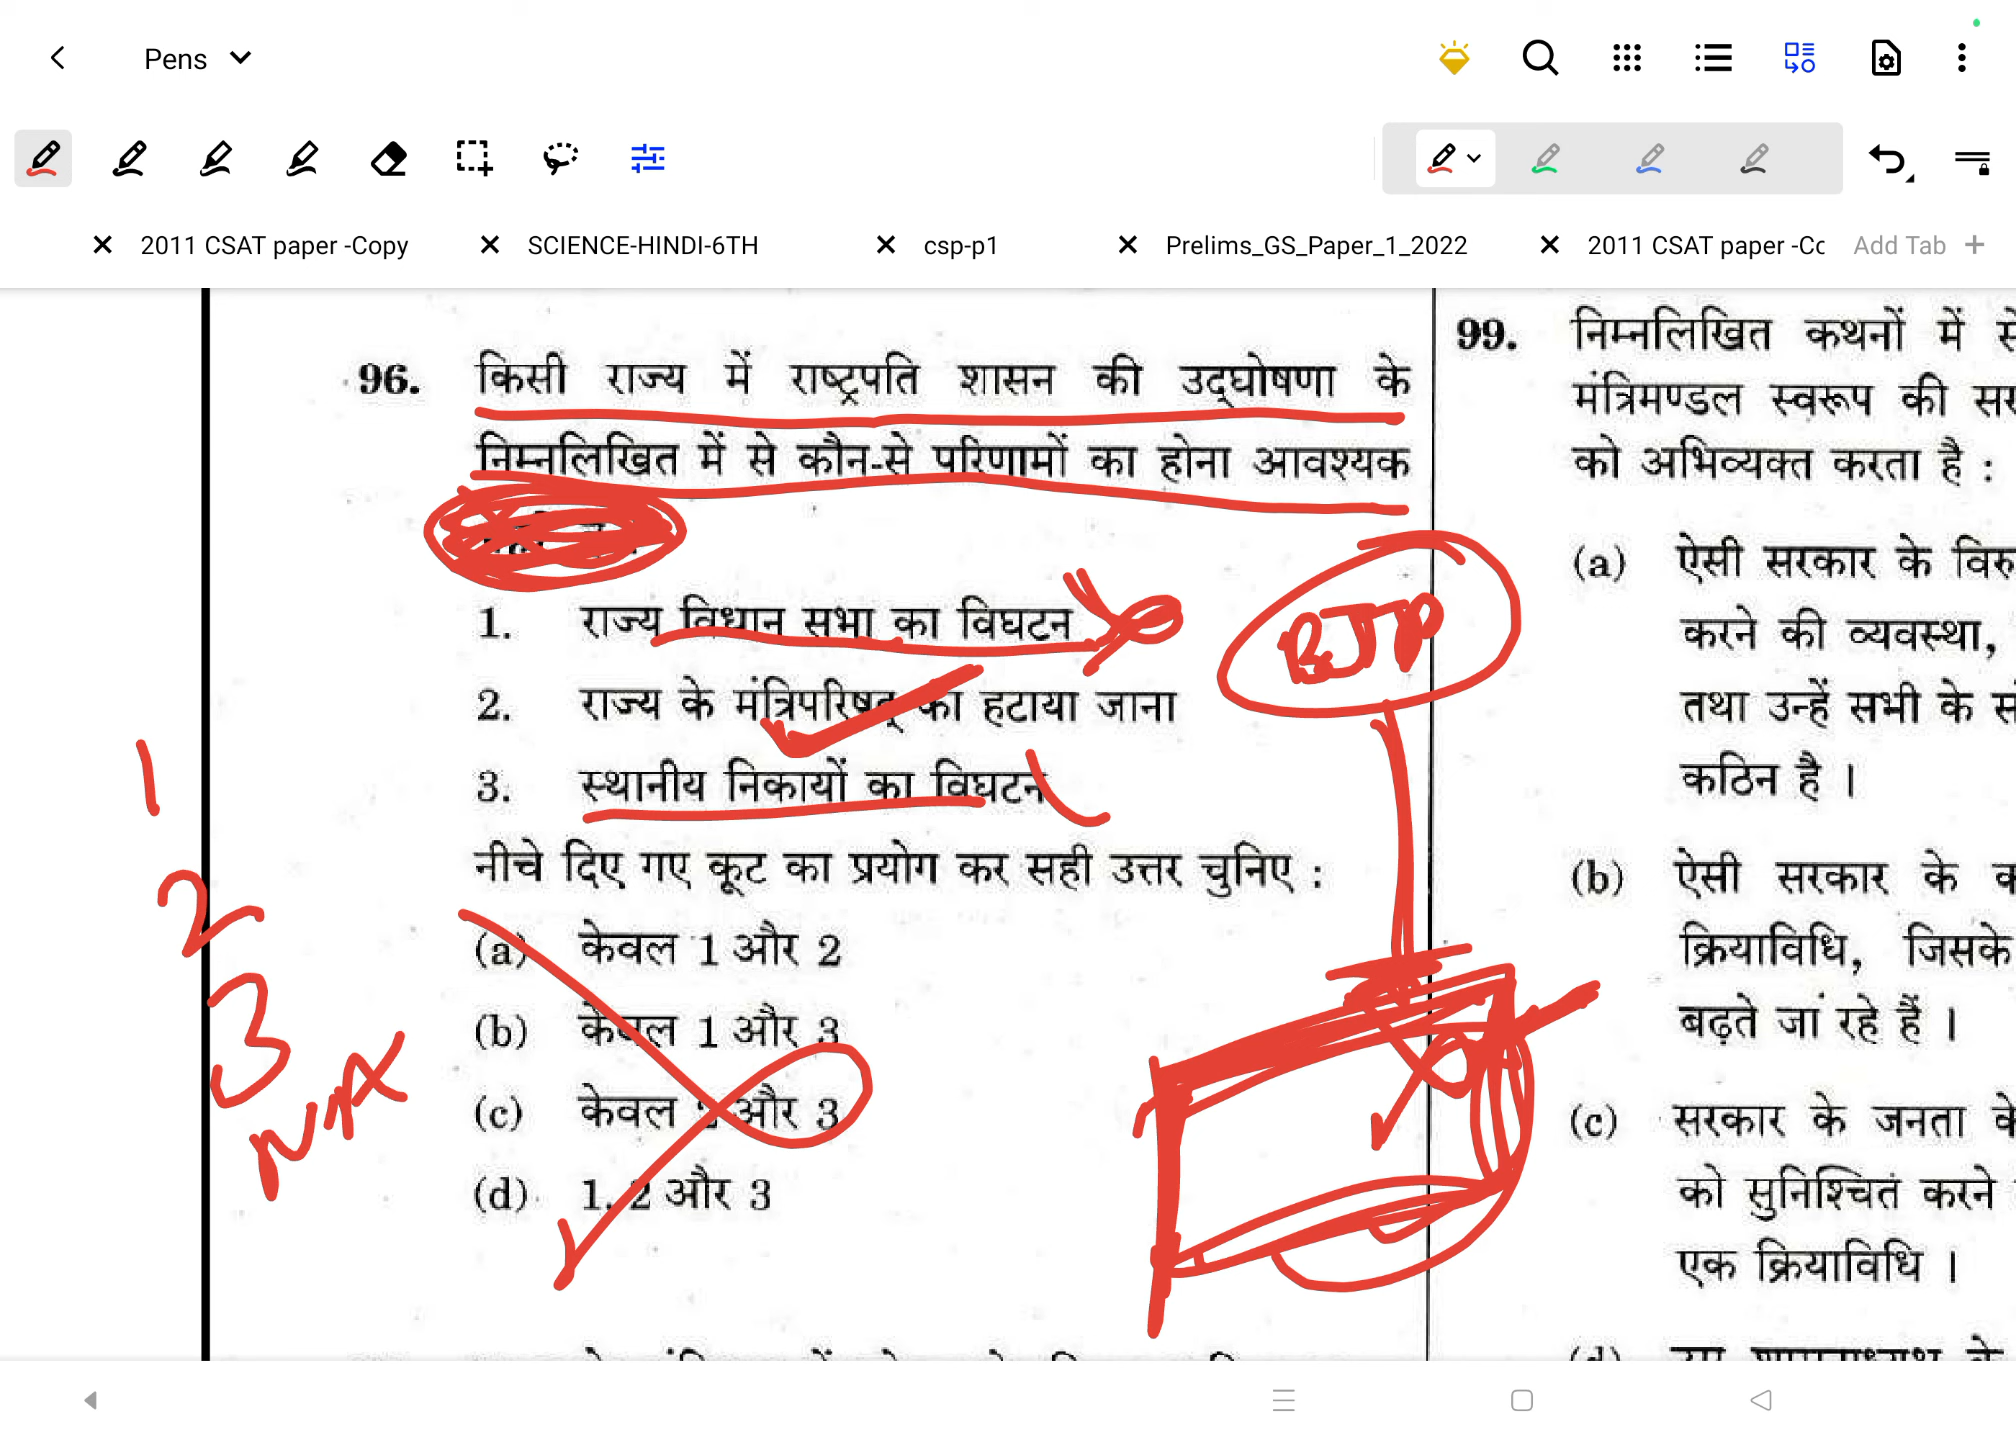 Pens
2011 CSAT paper -Copy
SCIENCE-HINDI-6TH
csp-p1
Prelims_GS_Paper_1_2022
2011 CSAT paper -Cc
Add Tab +
96. किसी राज्य में राष्ट्रपति शासन की उद्घोषणा के
निम्नलिखित में से कौन-से परिणामों का होना आवश्यक
1. राज्य विधान सभा का विघटन
2. राज्य के मंत्रिपरिषद् का हटाया जाना
3. स्थानीय निकायों का विघटन
नीचे दिए गए कूट का प्रयोग कर सही उत्तर चुनिए :
(a) केवल 1 और 2
(b) केवल 1 और 3
(c) केवल 2 और 3
(d) 1, 2 और 3
BJP
1
2
3
99. निम्नलिखित कथनों में से
मंत्रिमण्डल स्वरूप की
को अभिव्यक्त करता है :
(a) ऐसी सरकार के
करने की व्यवस्था,
तथा उन्हें सभी के
कठिन है ।
(b) ऐसी सरकार के
क्रियाविधि, जिसके
बढ़ते जा रहे हैं ।
(c) सरकार के जनता के
को सुनिश्चित करने
एक क्रियाविधि ।